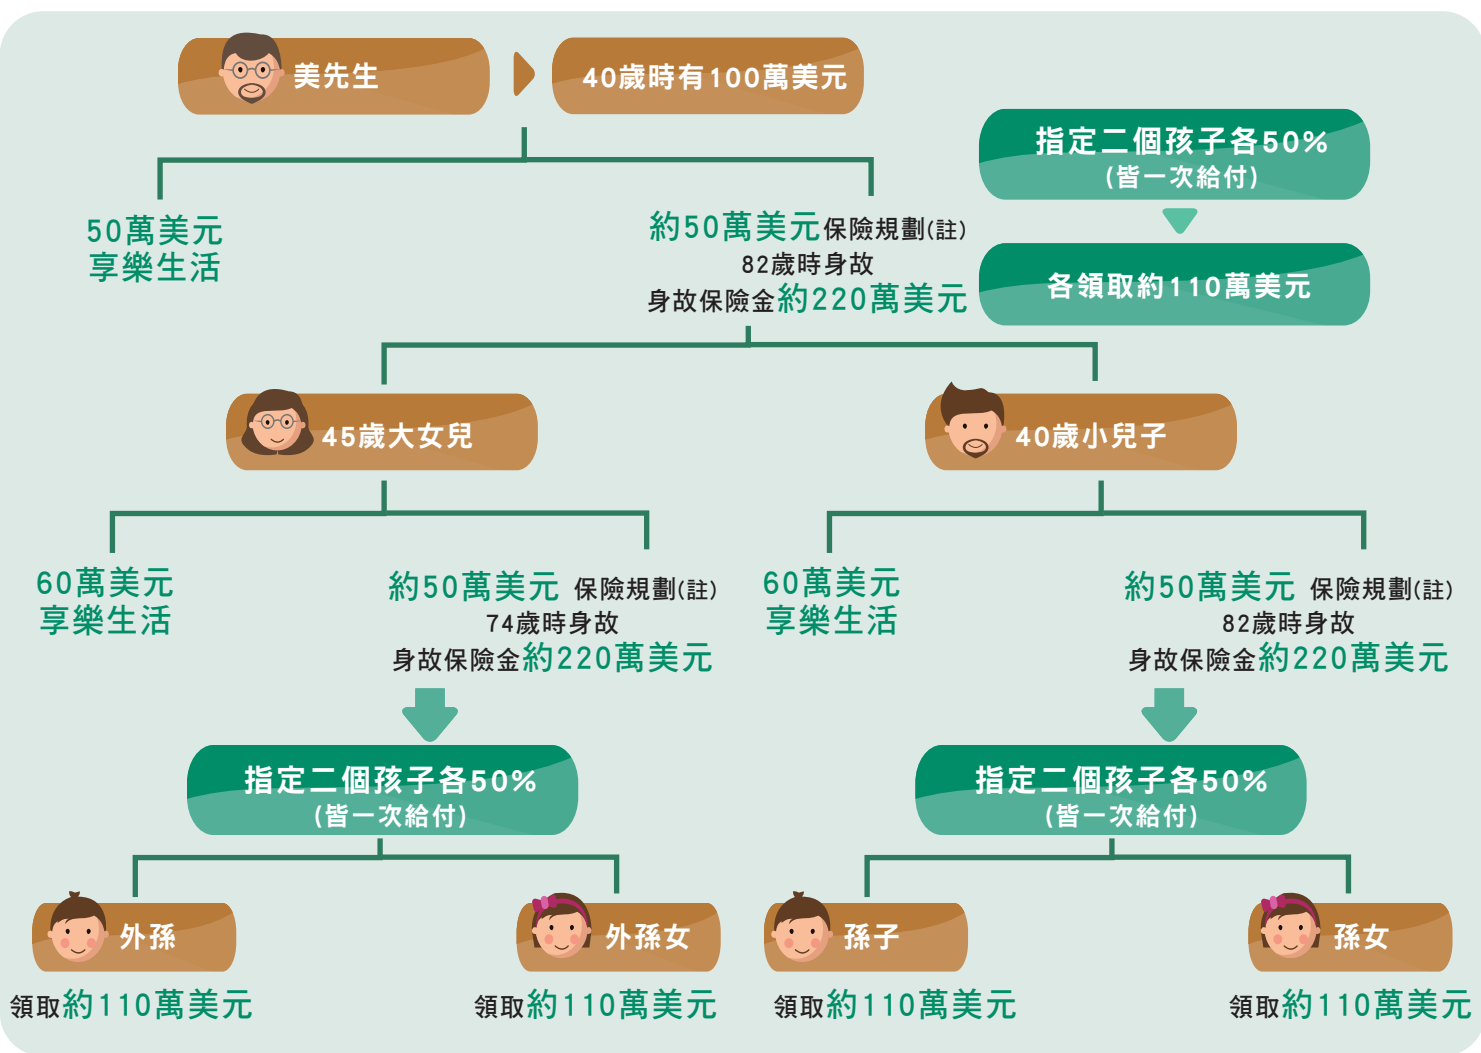 美先生
40歲時有100萬美元
指定二個孩子各50%
(皆一次給付)
各領取約110萬美元
50萬美元
享樂生活
約50萬美元保險規劃(註)
82歲時身故
身故保險金約220萬美元
45歲大女兒
40歲小兒子
60萬美元
享樂生活
約50萬美元 保險規劃(註)
74歲時身故
身故保險金約220萬美元
60萬美元
享樂生活
約50萬美元 保險規劃(註)
82歲時身故
身故保險金約220萬美元
指定二個孩子各50%
(皆一次給付)
指定二個孩子各50%
(皆一次給付)
外孫
外孫女
孫子
孫女
領取約110萬美元
領取約110萬美元
領取約110萬美元
領取約110萬美元